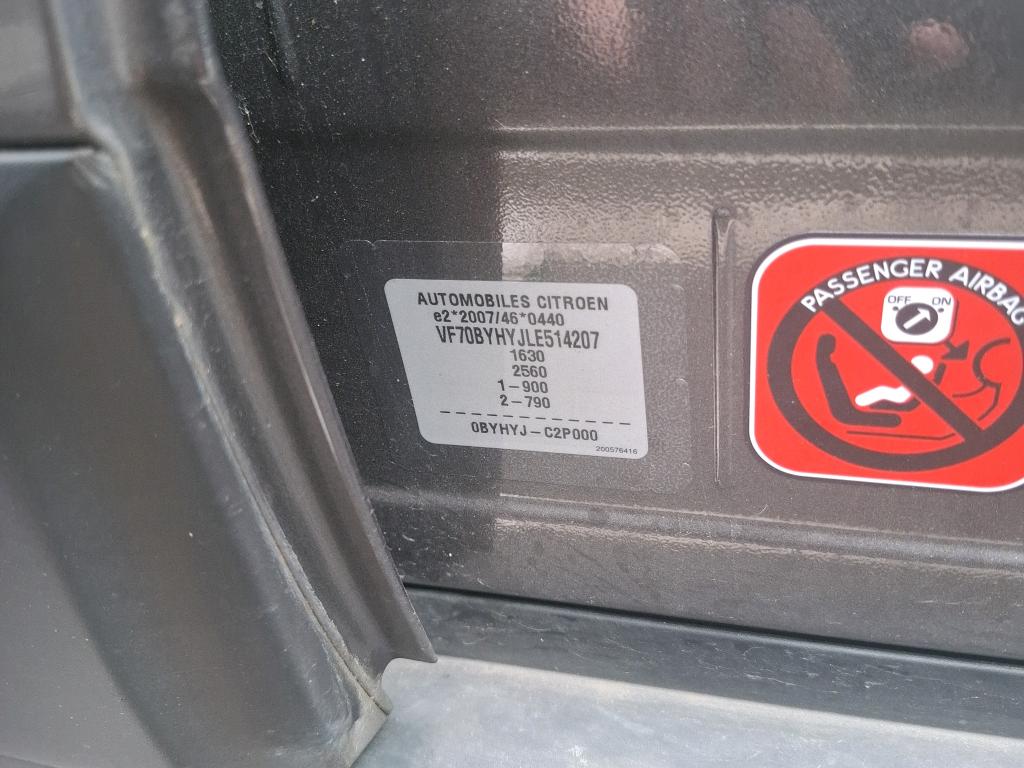 AUTOMOBILES CITROEN
e2*2007/46*0440
VF70BYHYJLE514207
1630
2560
1-900
2-790
0BYHYJ-C2P000
200576416
PASSENGER AIRBAG
OFF ON